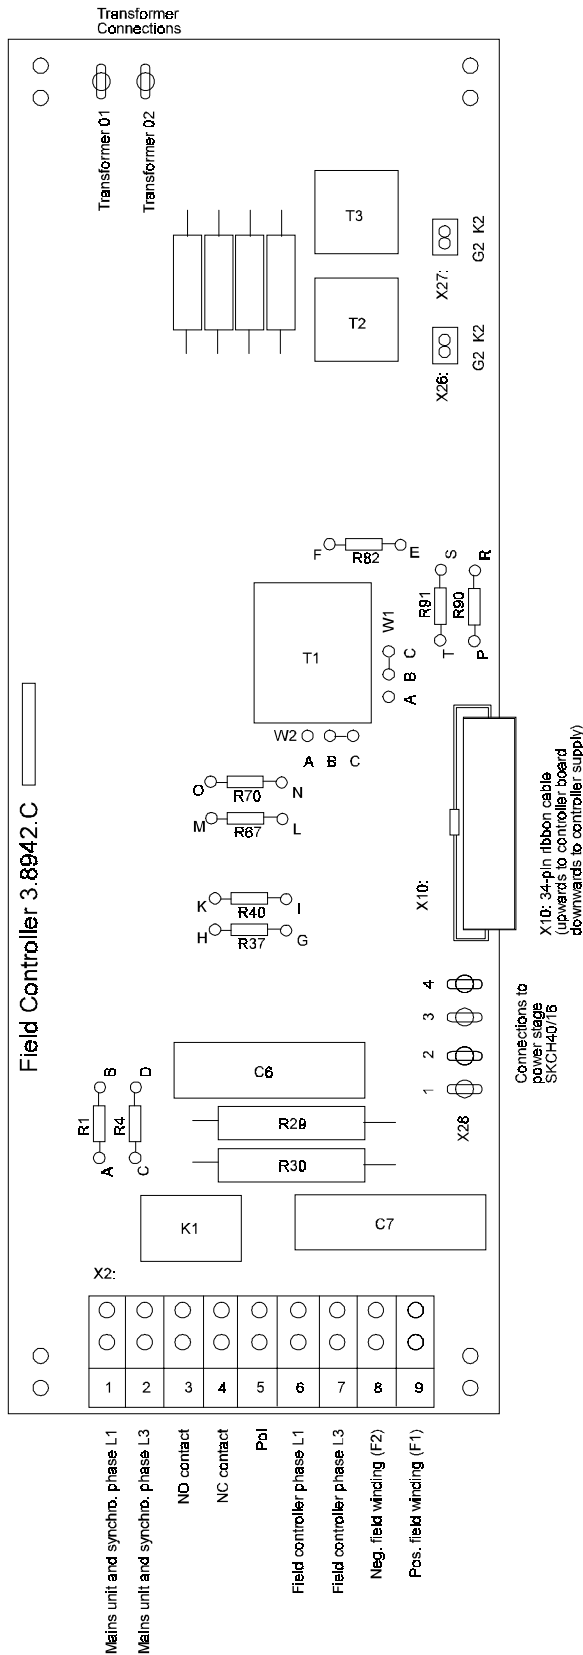 Transformer
Connections
Transformer 01
Transformer 02
T3
K2
G2
X27:
T2
K2
G2
X26:
F
R82
E
S
R
R91
R90
T
P
T1
W1
C
B
A
W2
A B C
O
R70
N
M
R67
L
K
R40
I
H
R37
G
Field Controller 3.8942.C
X10:
X10: 34-pin ribbon cable
(upwards to controller board
downwards to controller supply)
4
3
2
1
X28
Connections to
power stage
SKCH40/16
B
D
R1
R4
A
C
C6
R29
R30
K1
C7
X2:
1 2 3 4 5 6 7 8 9
Mains unit and synchro. phase L1
Mains unit and synchro. phase L3
NO contact
NC contact
Pol
Field controller phase L1
Field controller phase L3
Neg. field winding (F2)
Pos. field winding (F1)